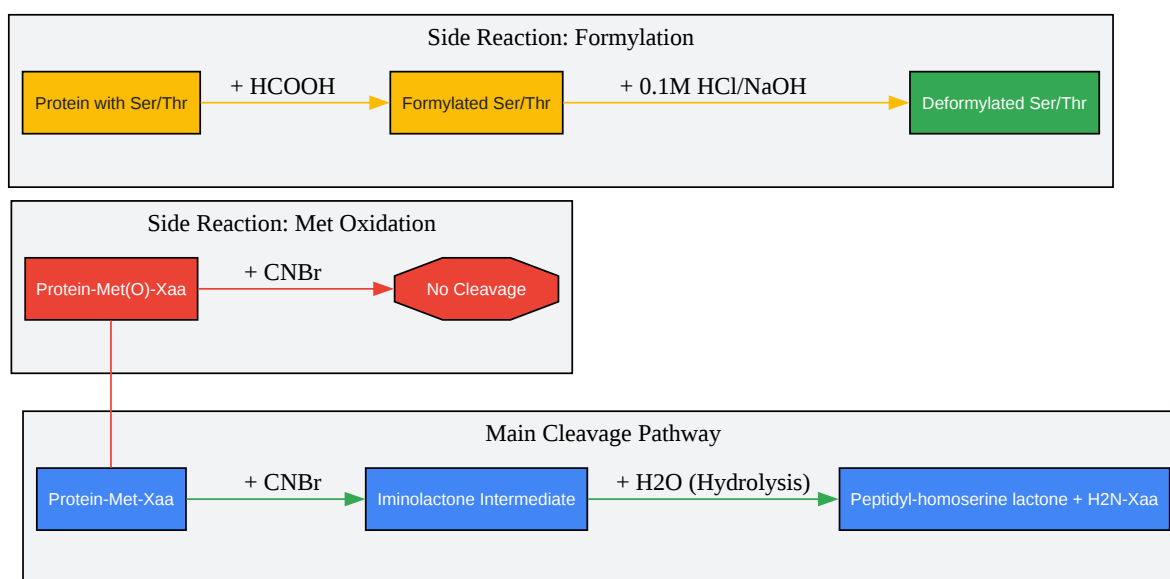 Side Reaction: Formylation
Protein with Ser/Thr
+ HCOOH
Formylated Ser/Thr
+ 0.1M HCl/NaOH
Deformylated Ser/Thr
Side Reaction: Met Oxidation
Protein-Met(O)-Xaa
+ CNBr
No Cleavage
Main Cleavage Pathway
Protein-Met-Xaa
+ CNBr
Iminolactone Intermediate
+ H2O (Hydrolysis)
Peptidyl-homoserine lactone + H2N-Xaa